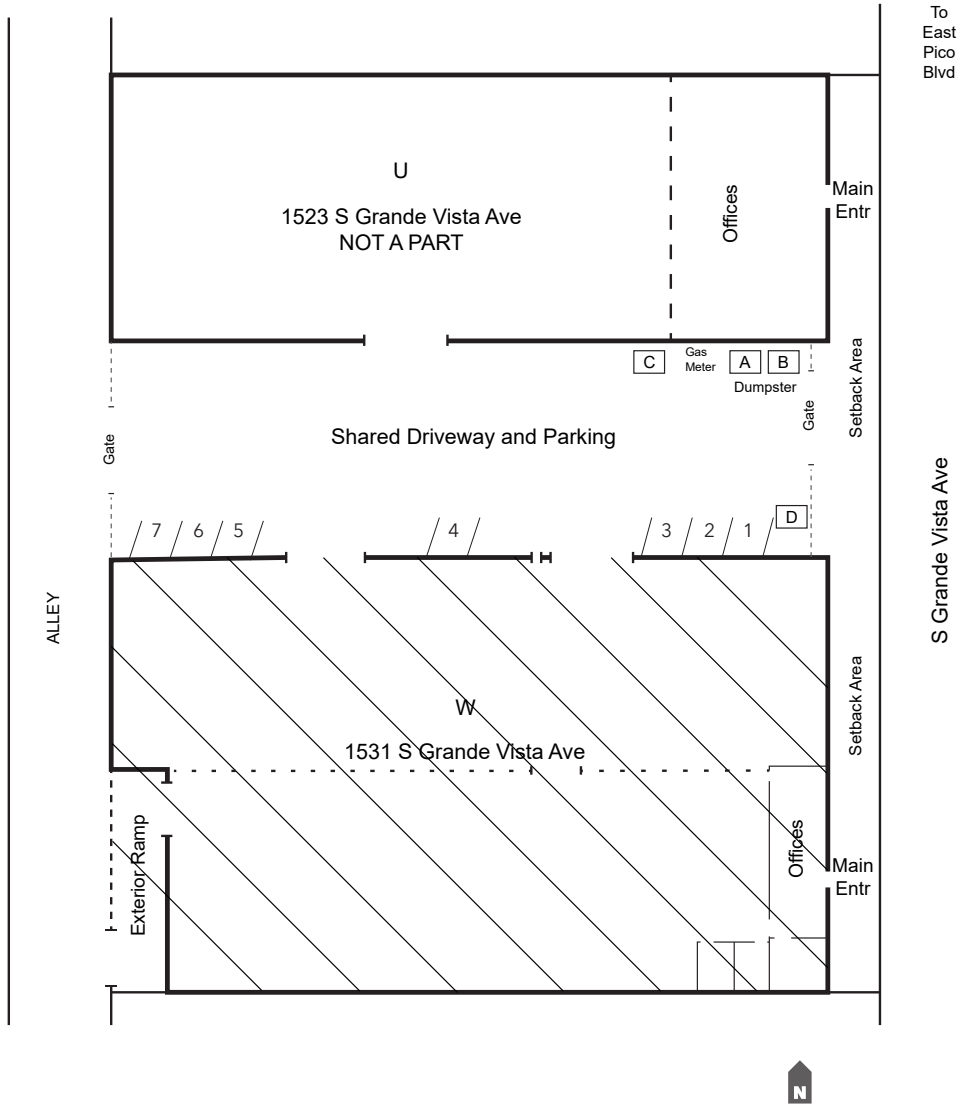 To
East
Pico
Blvd
U
1523 S Grande Vista Ave
NOT A PART
Offices
Main
Entr
C
Gas
Meter
A
B
Dumpster
Gate
Setback Area
Gate
Shared Driveway and Parking
7
6
5
4
3
2
1
D
S Grande Vista Ave
ALLEY
W
1531 S Grande Vista Ave
Setback Area
Exterior Ramp
Offices
Main
Entr
N